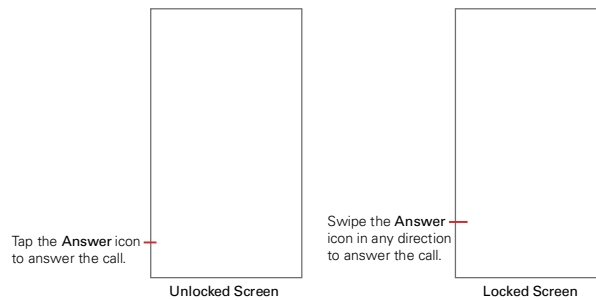 Tap the Answer icon
to answer the call.
Unlocked Screen
Swipe the Answer
icon in any direction
to answer the call.
Locked Screen